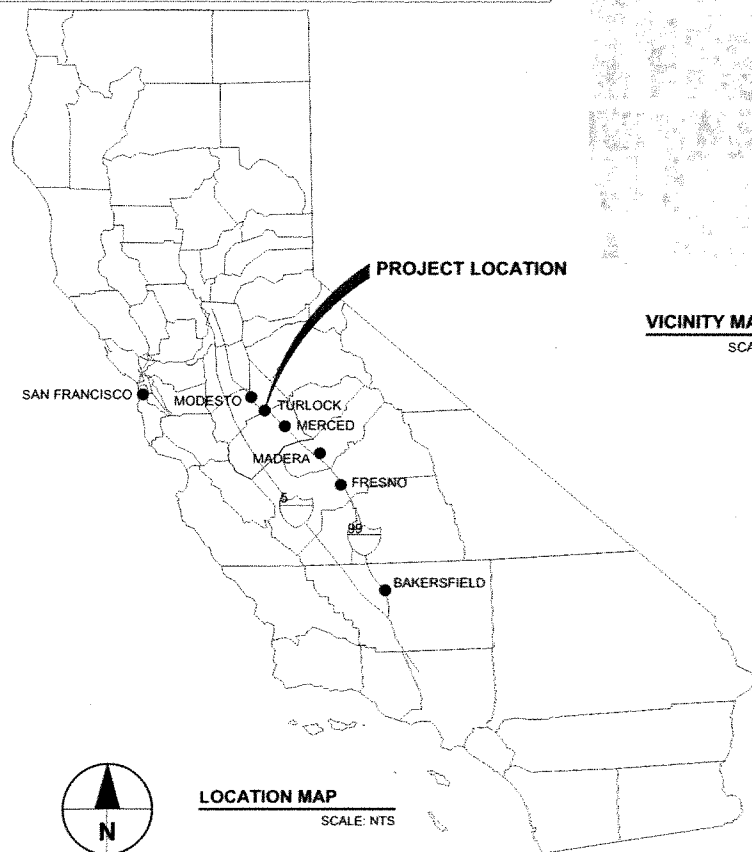 PROJECT LOCATION
VICINITY MA
SCA
SAN FRANCISCO
MODESTO
TURLOCK
MERCED
MADERA
FRESNO
5
99
BAKERSFIELD
LOCATION MAP
SCALE: NTS
N